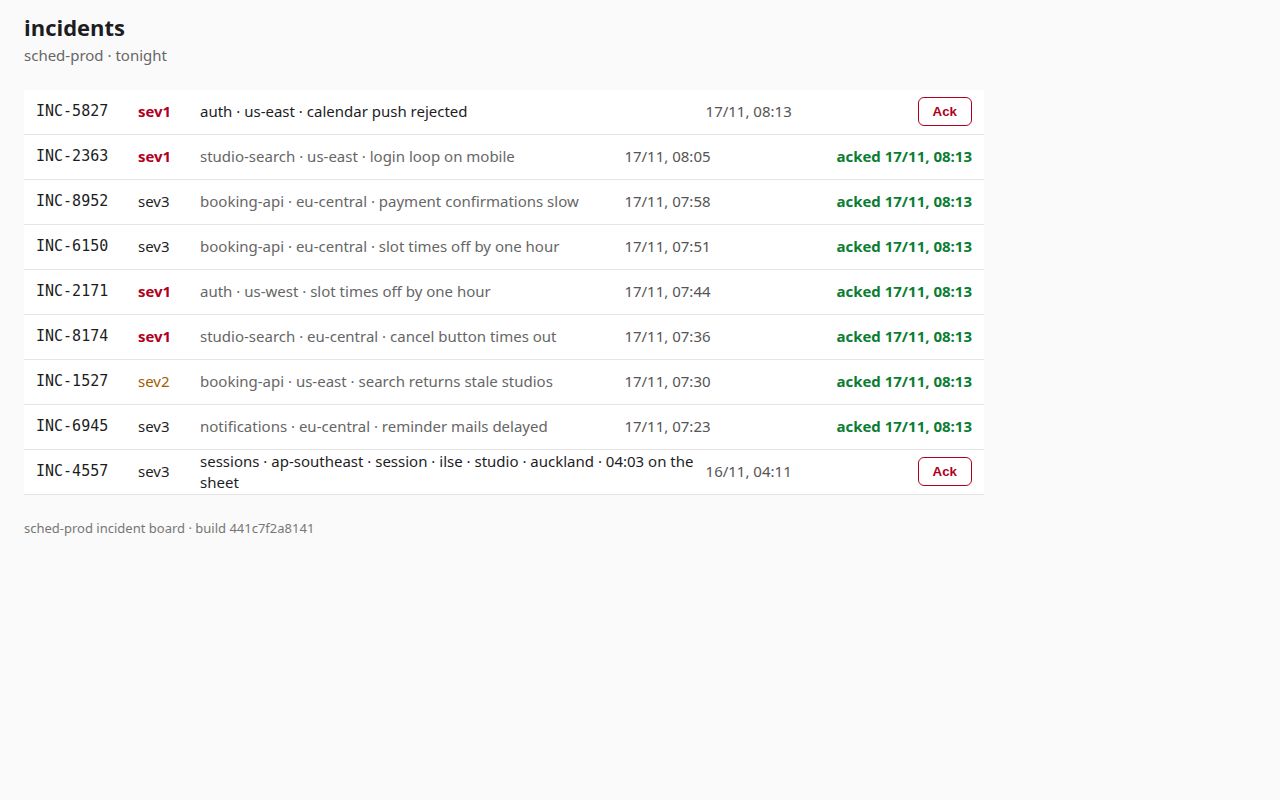 incidents
sched-prod · tonight
INC-5827 sev1 auth · us-east · calendar push rejected 17/11, 08:13 Ack
INC-2363 sev1 studio-search · us-east · login loop on mobile 17/11, 08:05 acked 17/11, 08:13
INC-8952 sev3 booking-api · eu-central · payment confirmations slow 17/11, 07:58 acked 17/11, 08:13
INC-6150 sev3 booking-api · eu-central · slot times off by one hour 17/11, 07:51 acked 17/11, 08:13
INC-2171 sev1 auth · us-west · slot times off by one hour 17/11, 07:44 acked 17/11, 08:13
INC-8174 sev1 studio-search · eu-central · cancel button times out 17/11, 07:36 acked 17/11, 08:13
INC-1527 sev2 booking-api · us-east · search returns stale studios 17/11, 07:30 acked 17/11, 08:13
INC-6945 sev3 notifications · eu-central · reminder mails delayed 17/11, 07:23 acked 17/11, 08:13
INC-4557 sev3 sessions · ap-southeast · session · ilse · studio · auckland · 04:03 on the 16/11, 04:11 Ack
sheet
sched-prod incident board · build 441c7f2a8141